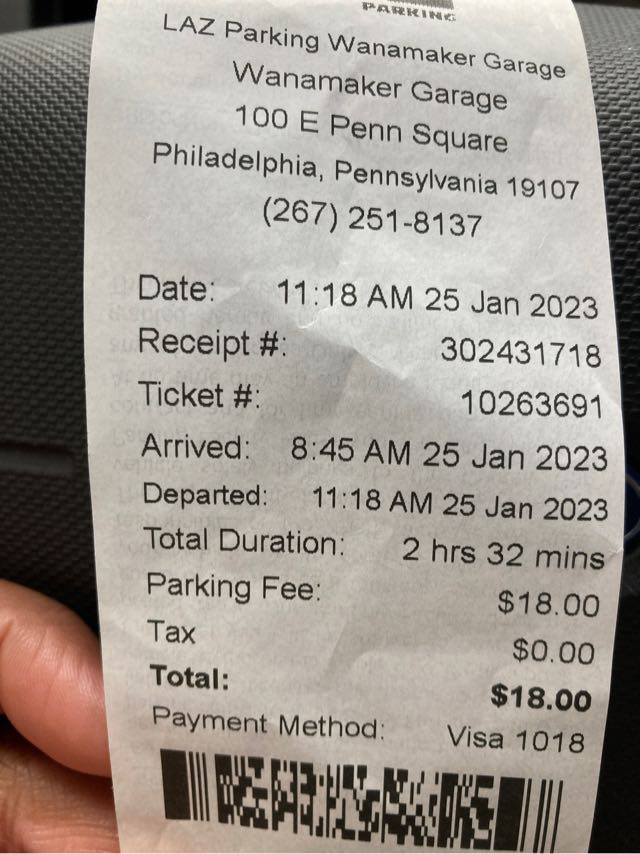 PARKING
LAZ Parking Wanamaker Garage
Wanamaker Garage
100 E Penn Square
Philadelphia, Pennsylvania 19107
(267) 251-8137
Date: 11:18 AM 25 Jan 2023
Receipt #: 302431718
Ticket #: 10263691
Arrived: 8:45 AM 25 Jan 2023
Departed: 11:18 AM 25 Jan 2023
Total Duration: 2 hrs 32 mins
Parking Fee: $18.00
Tax $0.00
Total: $18.00
Payment Method: Visa 1018